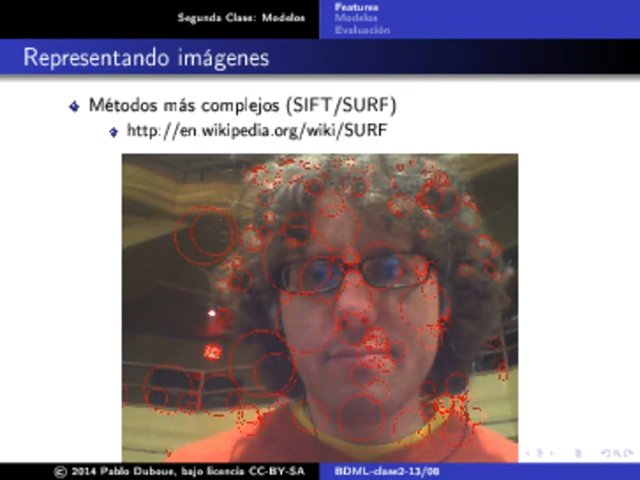 Segunda Clase: Modelos
Features
Modelos
Evaluación
Representando imágenes
Métodos más complejos (SIFT/SURF)
http://en.wikipedia.org/wiki/SURF
© 2014 Pablo Duboue, bajo licencia CC-BY-SA
BDML-clase2-13/08